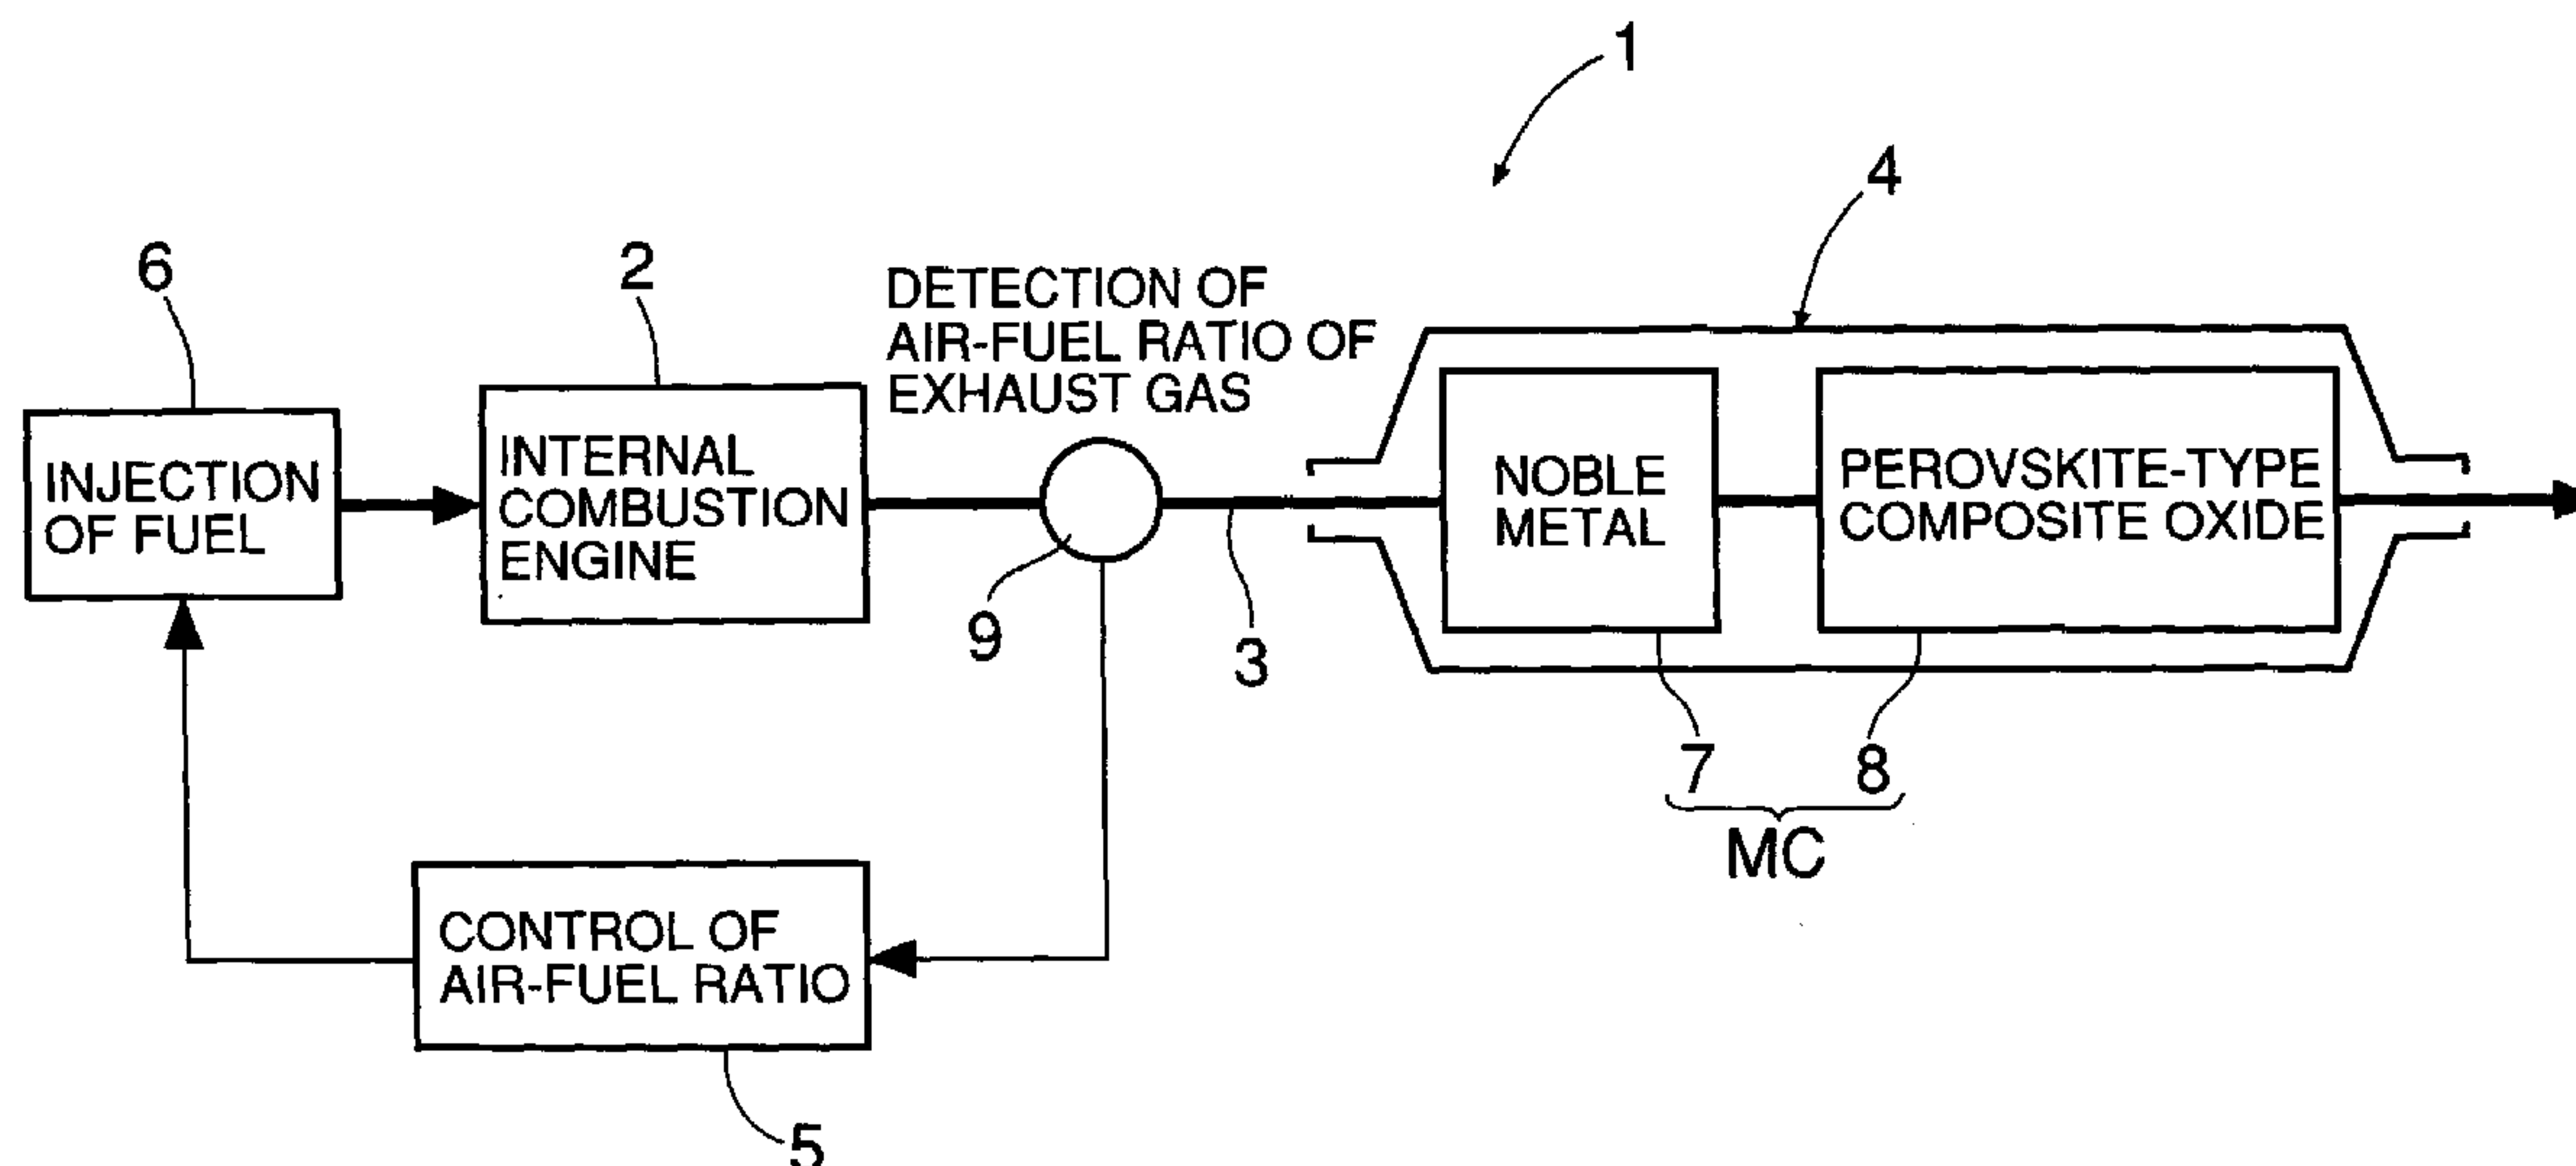 1
4
6
2
DETECTION OF
AIR-FUEL RATIO OF
EXHAUST GAS
INJECTION
OF FUEL
INTERNAL
COMBUSTION
ENGINE
NOBLE
METAL
PEROVSKITE-TYPE
COMPOSITE OXIDE
9
3
7
8
MC
CONTROL OF
AIR-FUEL RATIO
5